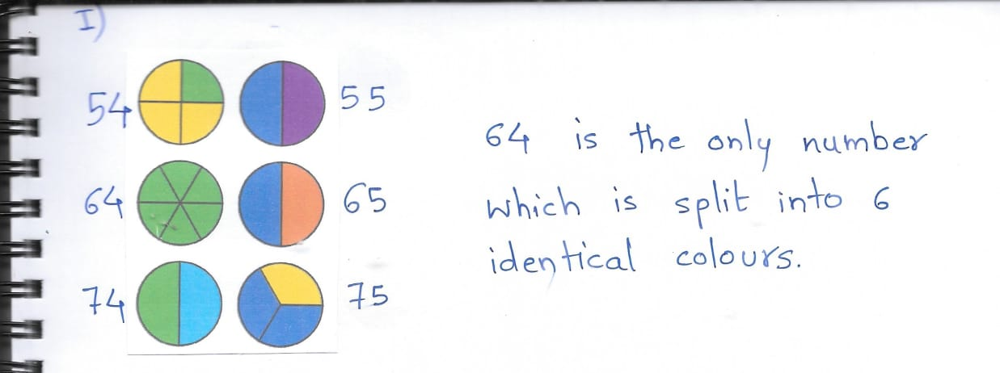 I)
54 55
64 65
74 75
64 is the only number
which is split into 6
identical colours.